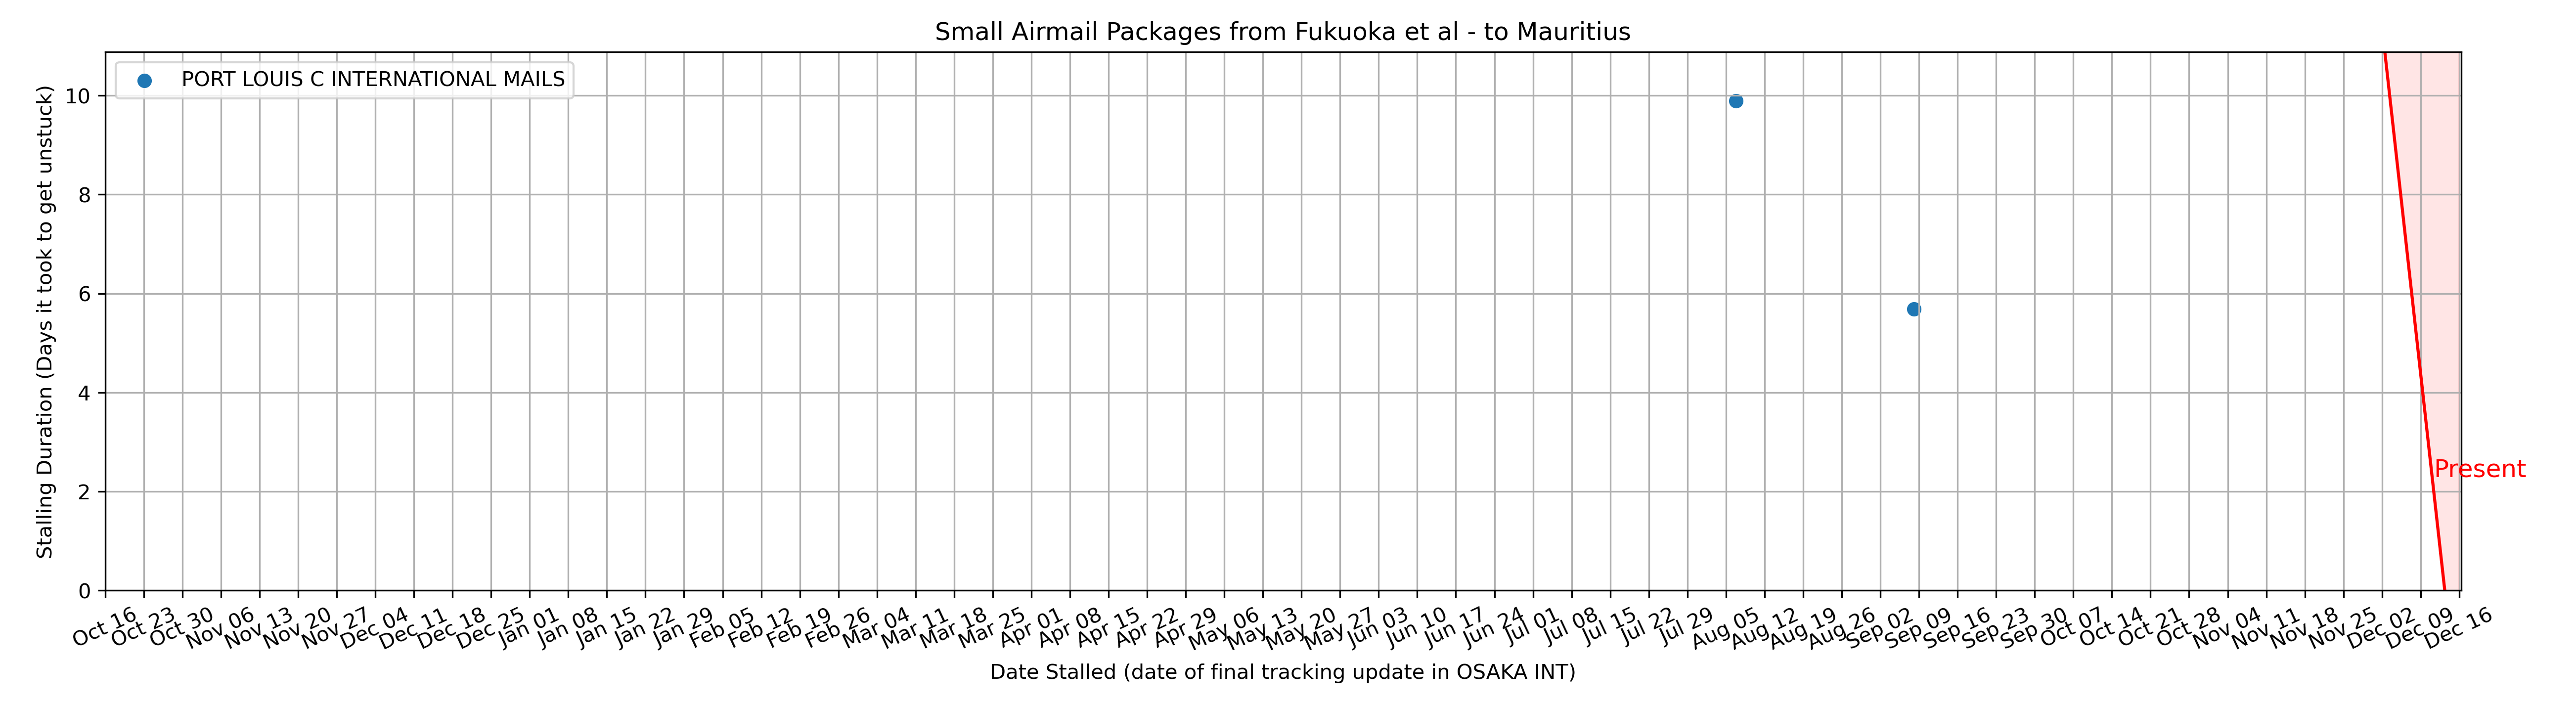 Small Airmail Packages from Fukuoka et al - to Mauritius
PORT LOUIS C INTERNATIONAL MAILS
Stalling Duration (Days it took to get unstuck)
10
8
6
4
2
0
Present
Oct 16 Oct 23 Oct 30 Nov 06 Nov 13 Nov 20 Nov 27 Dec 04 Dec 11 Dec 18 Dec 25 Jan 01 Jan 08 Jan 15 Jan 22 Jan 29 Feb 05 Feb 12 Feb 19 Feb 26 Mar 04 Mar 11 Mar 18 Mar 25 Apr 01 Apr 08 Apr 15 Apr 22 Apr 29 May 06 May 13 May 20 May 27 Jun 03 Jun 10 Jun 17 Jun 24 Jul 01 Jul 08 Jul 15 Jul 22 Jul 29 Aug 05 Aug 12 Aug 19 Aug 26 Sep 02 Sep 09 Sep 16 Sep 23 Sep 30 Oct 07 Oct 14 Oct 21 Oct 28 Nov 04 Nov 11 Nov 18 Nov 25 Dec 02 Dec 09 Dec 16
Date Stalled (date of final tracking update in OSAKA INT)